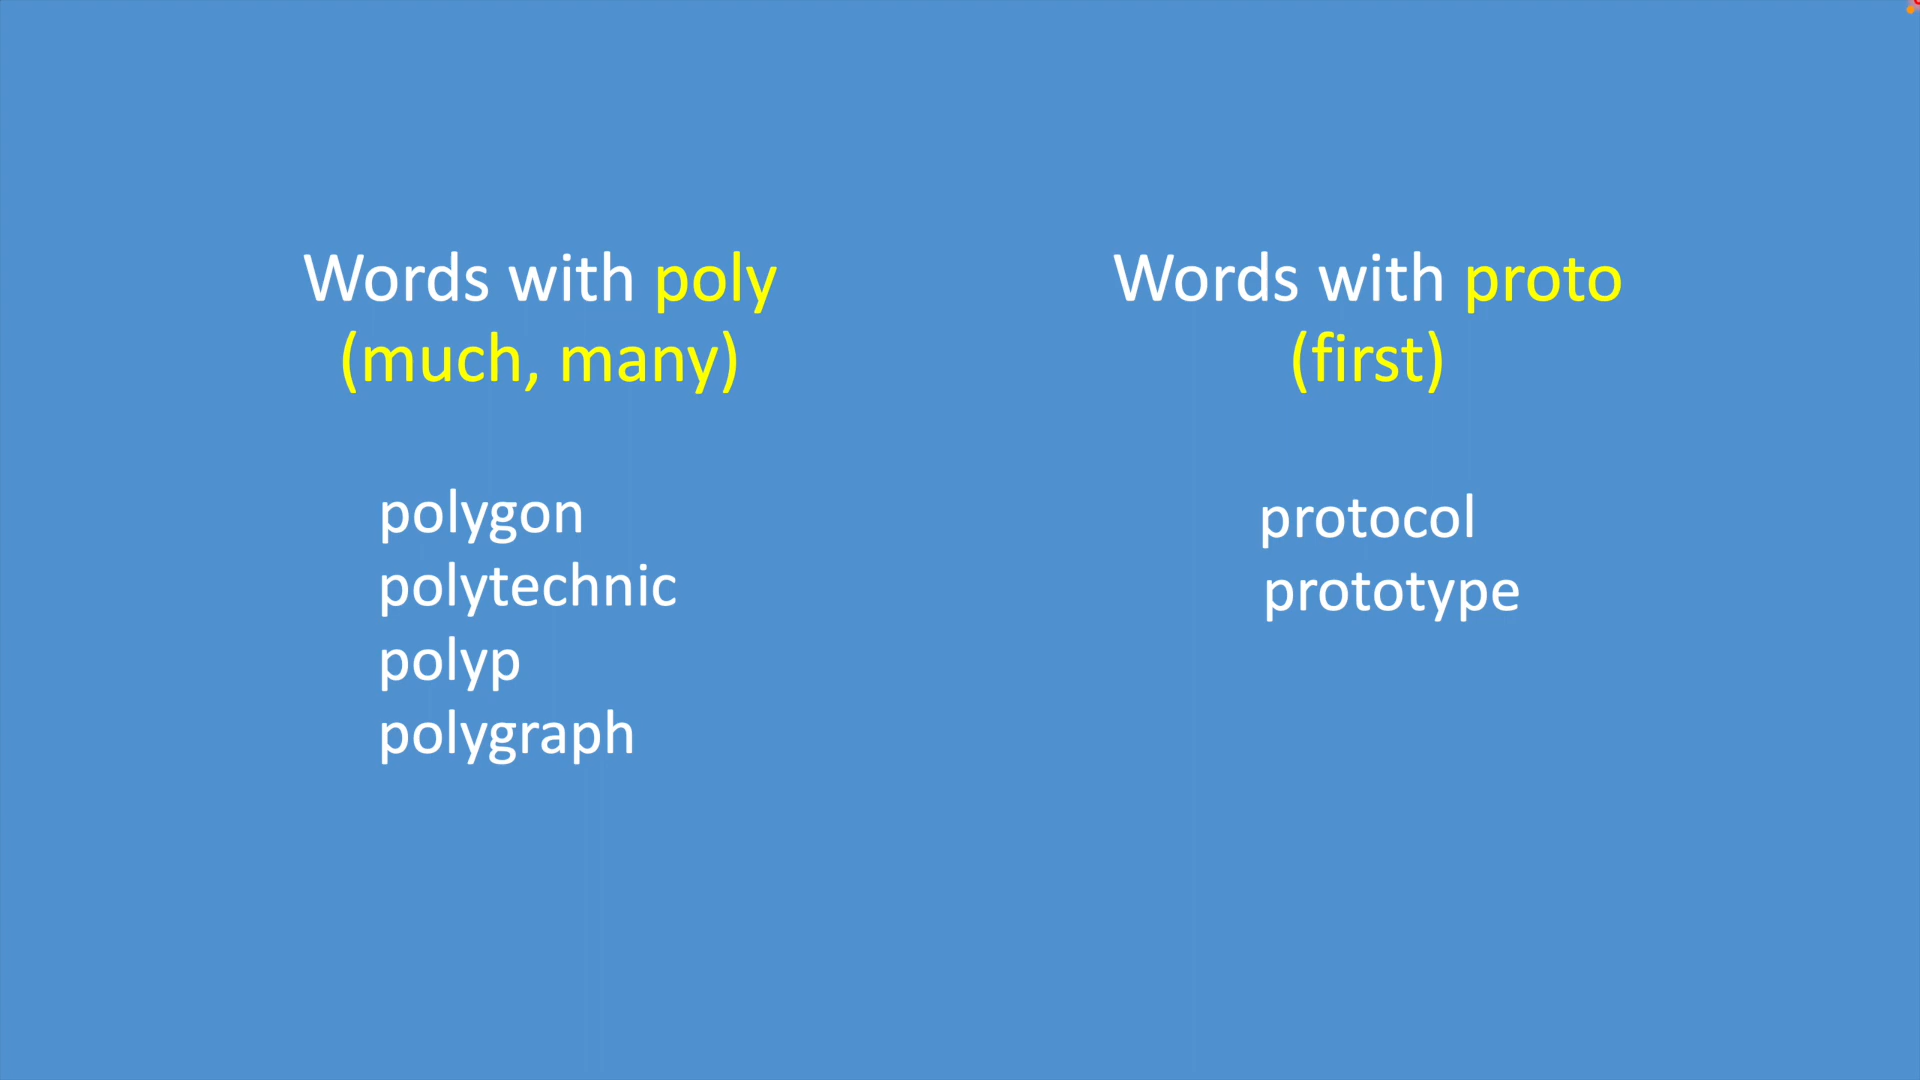 Words with poly
(much, many)
polygon
polytechnic
polyp
polygraph
Words with proto
(first)
protocol
prototype